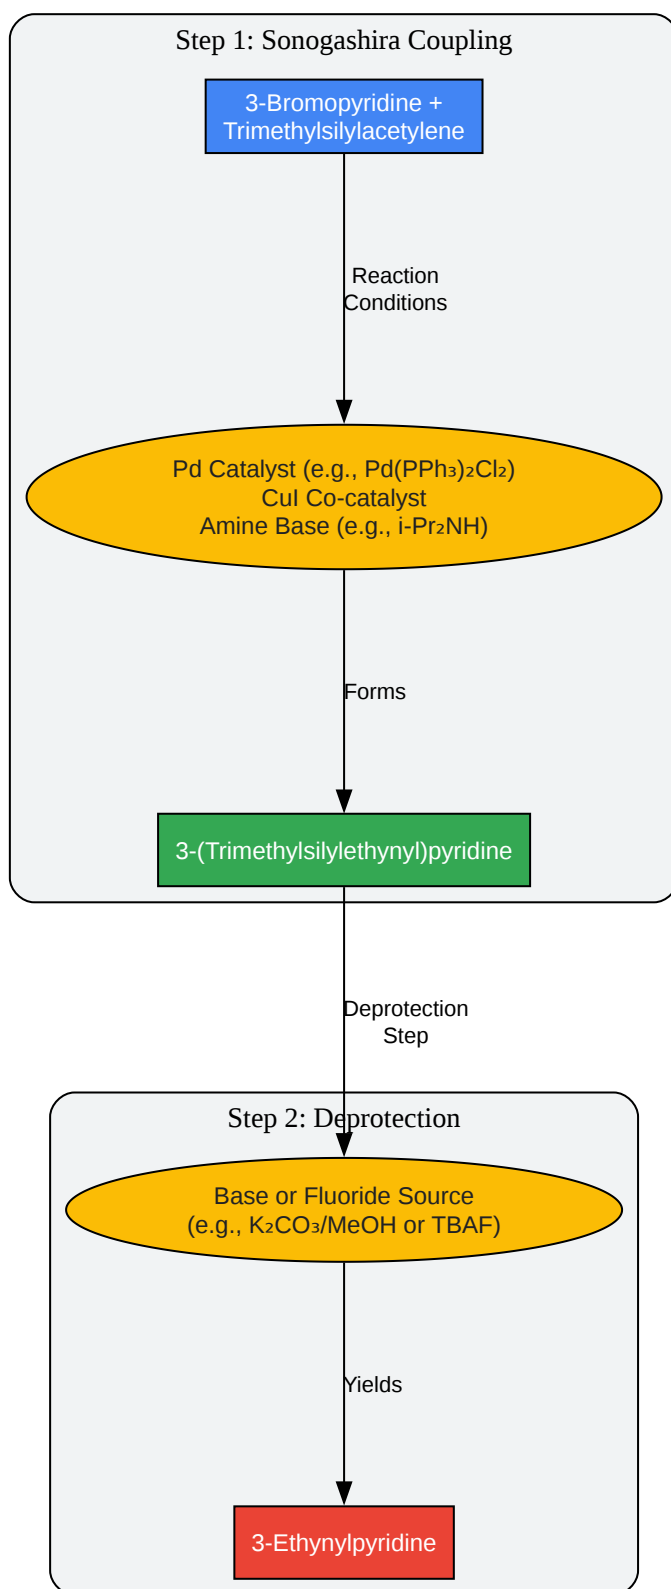 Step 1: Sonogashira Coupling
3-Bromopyridine +
Trimethylsilylacetylene
Reaction
Conditions
Pd Catalyst (e.g., Pd(PPh₃)₂Cl₂)
CuI Co-catalyst
Amine Base (e.g., i-Pr₂NH)
Forms
3-(Trimethylsilylethynyl)pyridine
Deprotection
Step
Step 2: Deprotection
Base or Fluoride Source
(e.g., K₂CO₃/MeOH or TBAF)
Yields
3-Ethynylpyridine